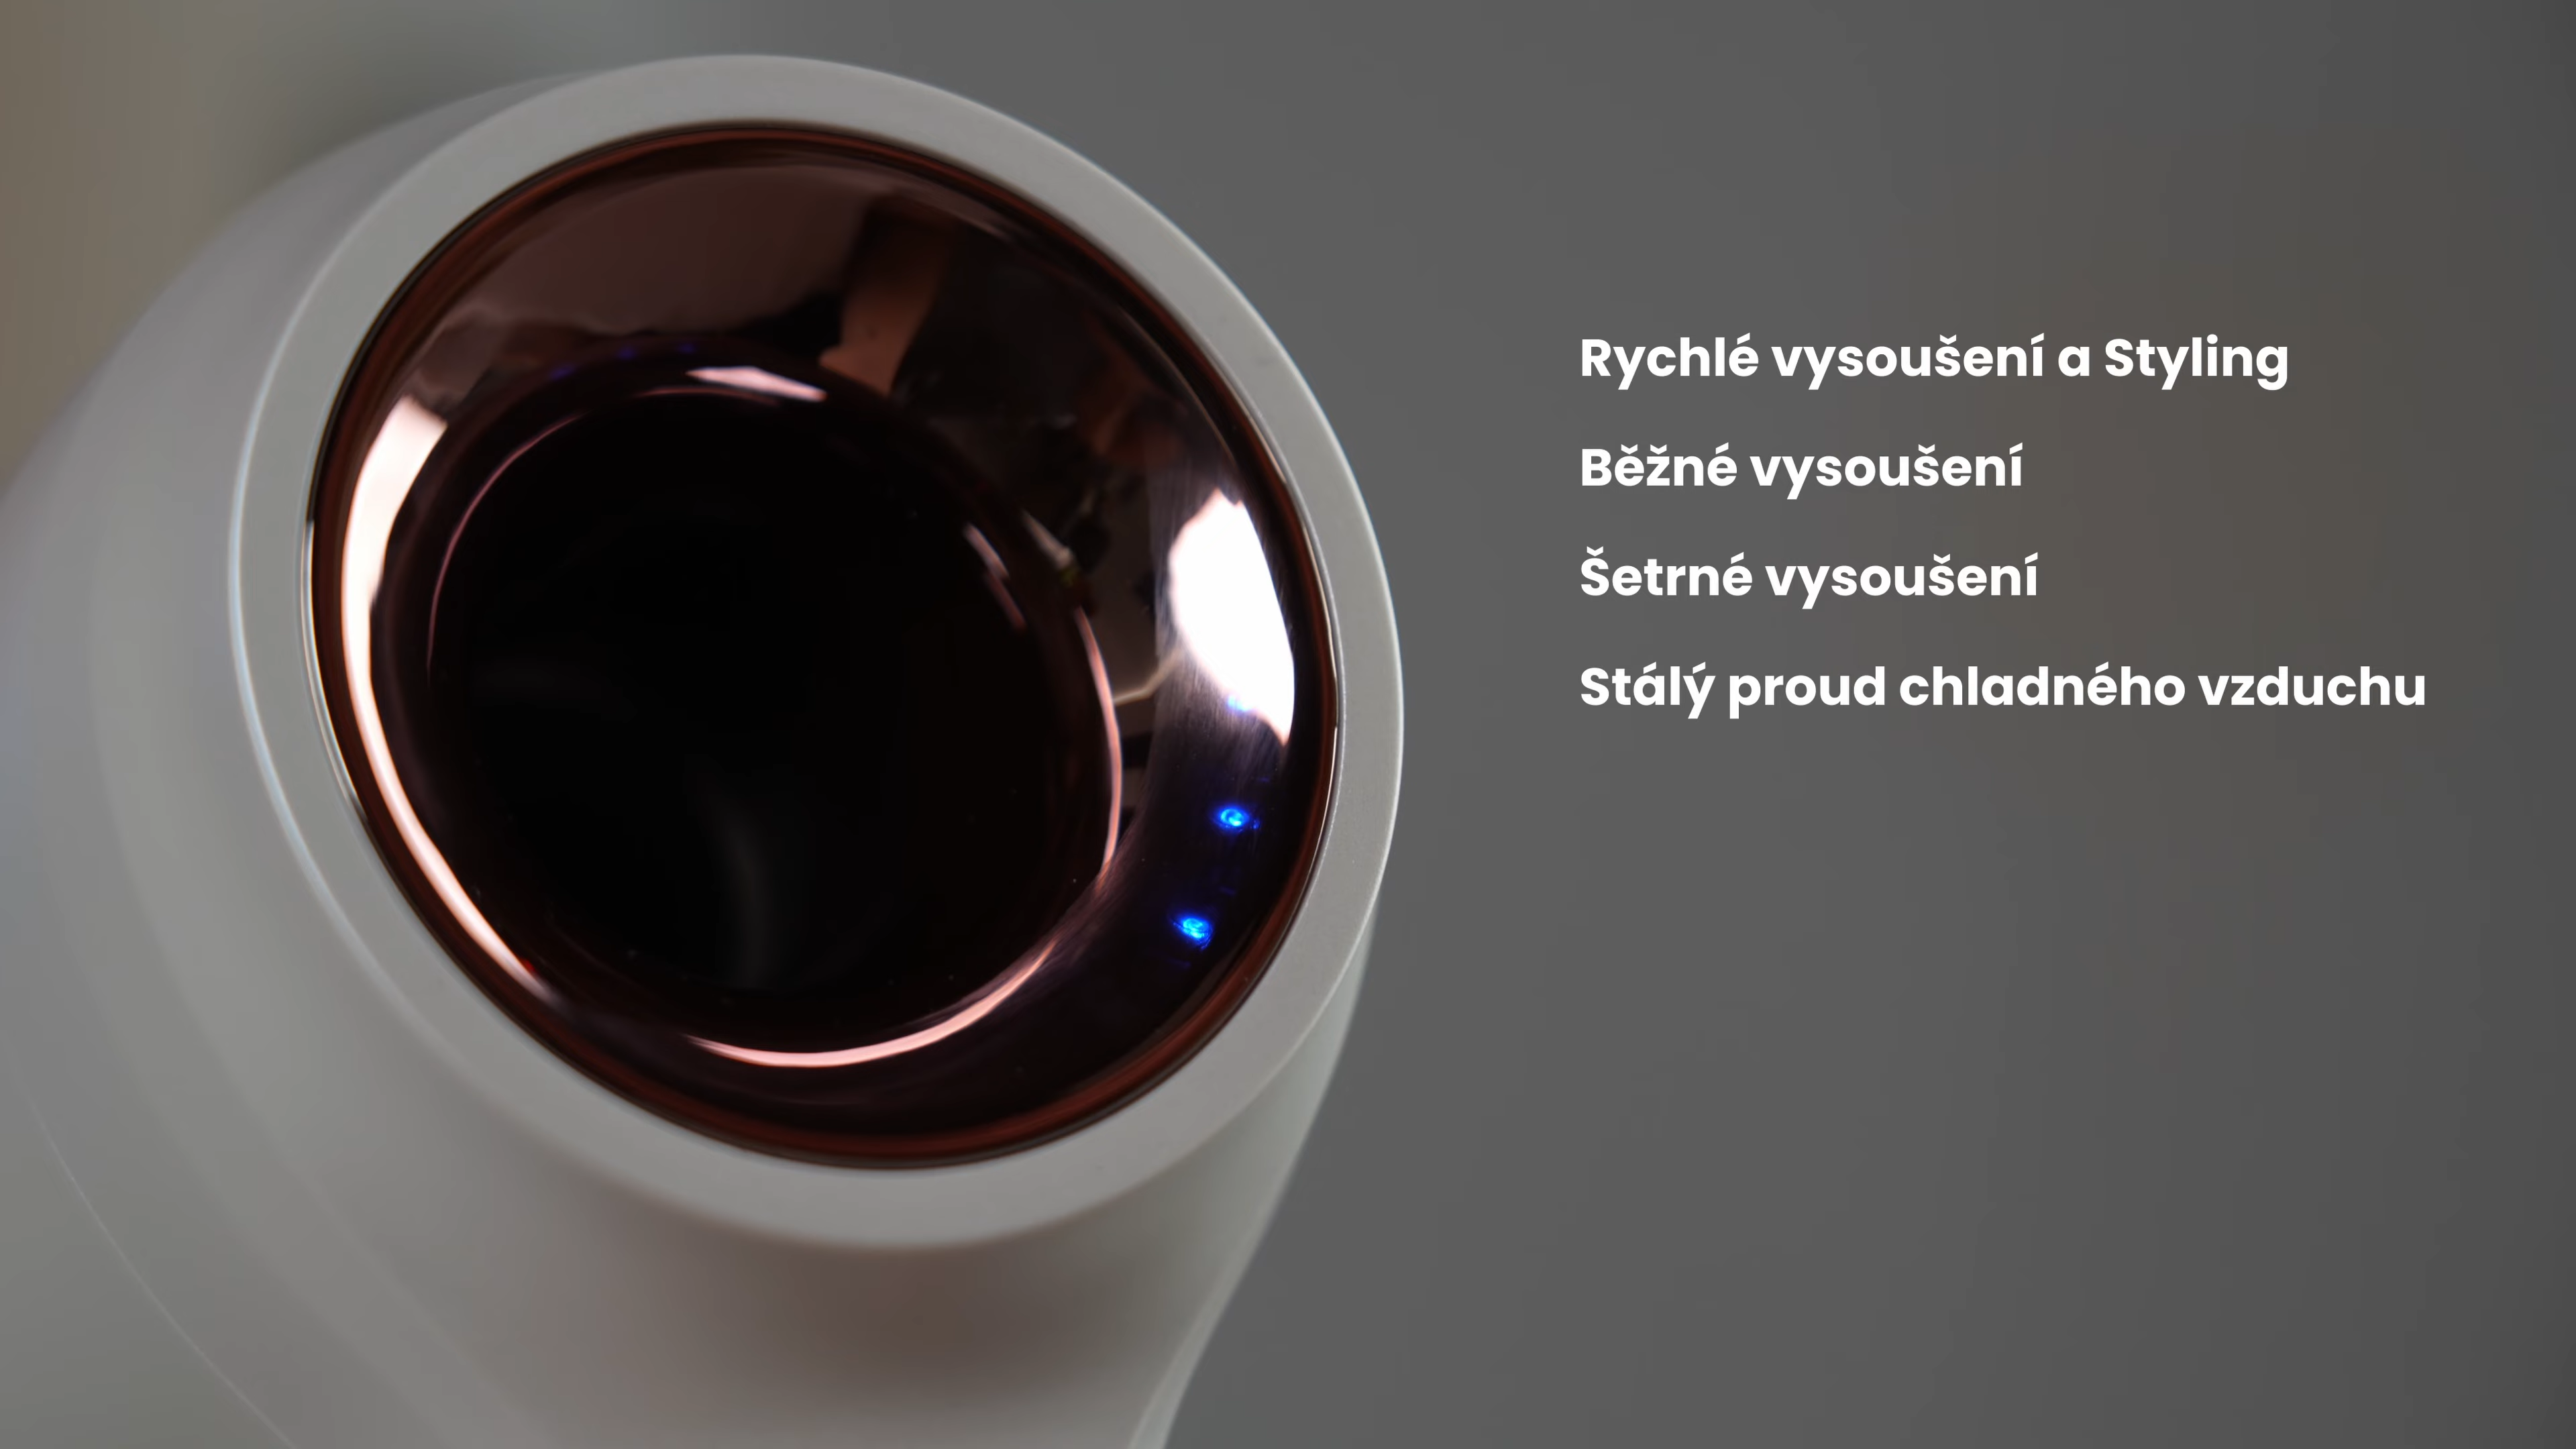 Rychlé vysoušení a Styling
Běžné vysoušení
Šetrné vysoušení
Stálý proud chladného vzduchu